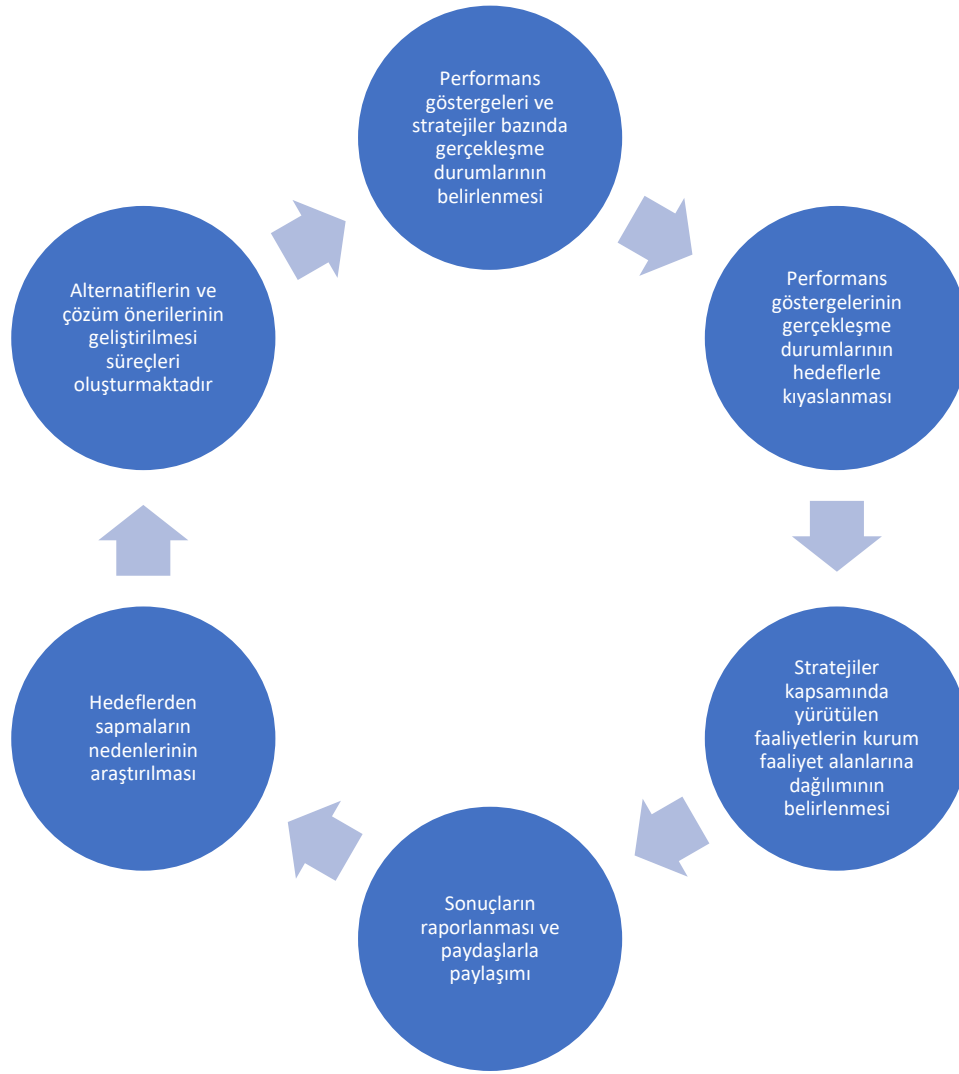 Performans
göstergeleri ve
stratejiler bazında
gerçekleşme
durumlarının
belirlenmesi
Performans
göstergelerinin
gerçekleşme
durumlarının
hedeflerle
kıyaslanması
Stratejiler
kapsamında
yürütülen
faaliyetlerin kurum
faaliyet alanlarına
dağılımının
belirlenmesi
Sonuçların
raporlanması ve
paydaşlarla
paylaşımı
Hedeflerden
sapmaların
nedenlerinin
araştırılması
Alternatiflerin ve
çözüm önerilerinin
geliştirilmesi
süreçleri
oluşturmaktadır